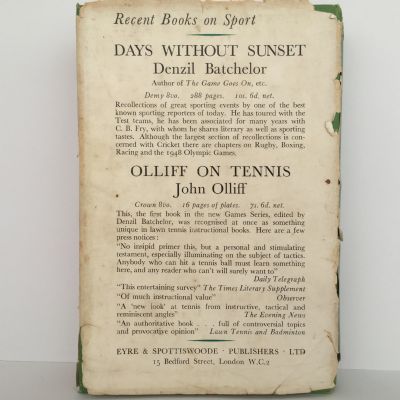 Recent Books on Sport
DAYS WITHOUT SUNSET
Denzil Batchelor
Author of The Game Goes On, etc.
Demy 8vo. 288 pages. 10s. 6d. net.
Recollections of great sporting events by one of the best
known sporting reporters of today. He has toured with the
Test teams, he has been associated for many years with
C. B. Fry, with whom he shares literary as well as sporting
tastes. Although the largest section of recollections is con-
cerned with Cricket there are chapters on Rugby, Boxing,
Racing and the 1948 Olympic Games.
OLLIFF ON TENNIS
John Olliff
Crown 8vo. 16 pages of plates. 7s. 6d. net.
This, the first book in the new Games Series, edited by
Denzil Batchelor, was recognised at once as something
unique in lawn tennis instructional books. Here are a few
press notices:
"No insipid primer this, but a personal and stimulating
testament, especially illuminating on the subject of tactics.
Anybody who can hit a tennis ball must learn something
here, and any reader who can't will surely want to"
Daily Telegraph
"This entertaining survey" The Times Literary Supplement
"Of much instructional value" Observer
"A 'new look' at tennis from instructive, tactical and
reminiscent angles" The Evening News
"An authoritative book . . . full of controversial topics
and provocative opinion" Lawn Tennis and Badminton
EYRE & SPOTTISWOODE · PUBLISHERS · LTD
15 Bedford Street, London W.C.2